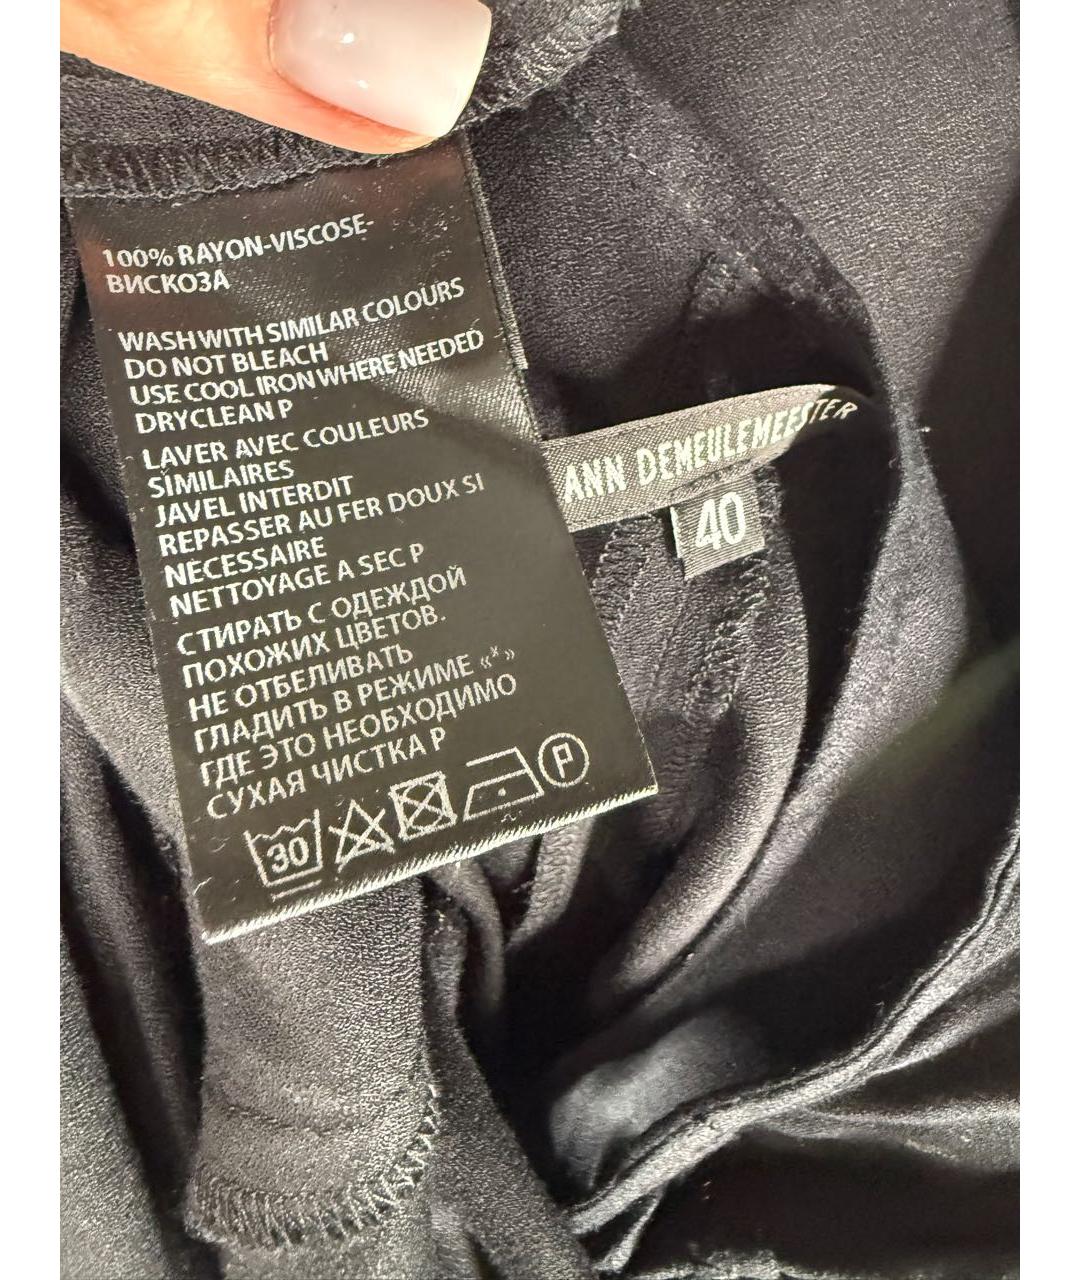 100% RAYON-VISCOSE-
ВИСКОЗА
WASH WITH SIMILAR COLOURS
DO NOT BLEACH
USE COOL IRON WHERE NEEDED
DRYCLEAN P
LAVER AVEC COULEURS
SIMILAIRES
JAVEL INTERDIT
REPASSER AU FER DOUX SI
NECESSAIRE
NETTOYAGE A SEC P
СТИРАТЬ С ОДЕЖДОЙ
ПОХОЖИХ ЦВЕТОВ.
НЕ ОТБЕЛИВАТЬ
ГЛАДИТЬ В РЕЖИМЕ «*»
ГДЕ ЭТО НЕОБХОДИМО
СУХАЯ ЧИСТКА P
30
P
ANN DEMEULEMEESTER
40